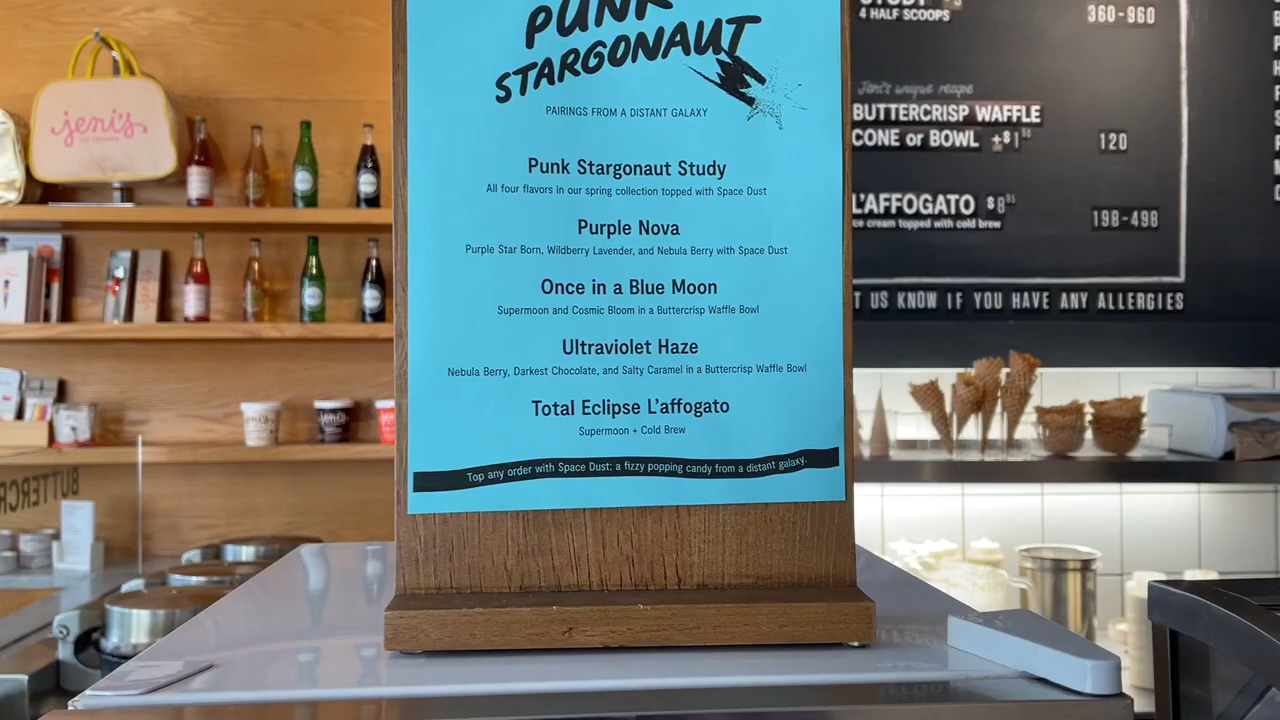 PUNK
STARGONAUT
PAIRINGS FROM A DISTANT GALAXY
Punk Stargonaut Study
All four flavors in our spring collection topped with Space Dust
Purple Nova
Purple Star Born, Wildberry Lavender, and Nebula Berry with Space Dust
Once in a Blue Moon
Supermoon and Cosmic Bloom in a Buttercrisp Waffle Bowl
Ultraviolet Haze
Nebula Berry, Darkest Chocolate, and Salty Caramel in a Buttercrisp Waffle Bowl
Total Eclipse L'affogato
Supermoon + Cold Brew
Top any order with Space Dust: a fizzy popping candy from a distant galaxy.
jeni's
4 HALF SCOOPS
360-960
Jeni's unique recipe
BUTTERCRISP WAFFLE
CONE or BOWL +$1
120
L'AFFOGATO $8
ce cream topped with cold brew
198-498
T US KNOW IF YOU HAVE ANY ALLERGIES
BUTTERCR